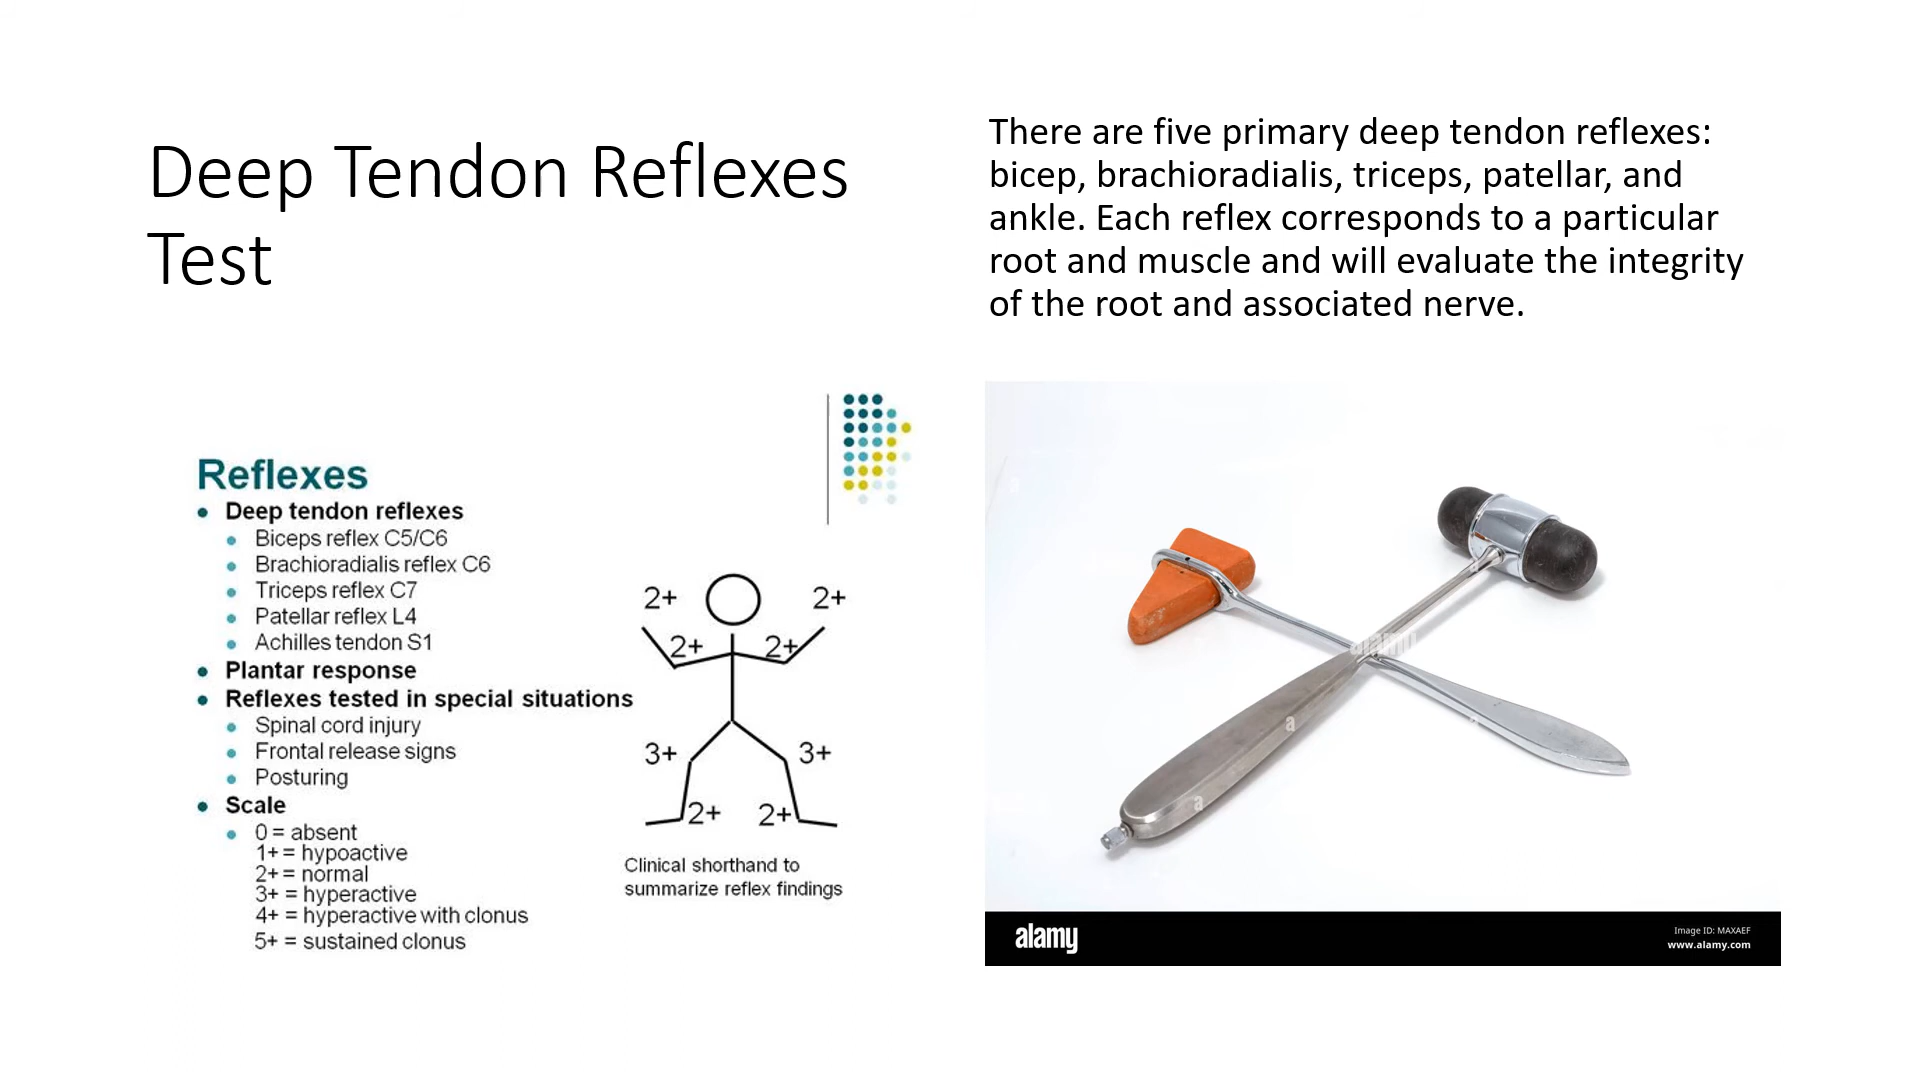 Deep Tendon Reflexes
Test
There are five primary deep tendon reflexes:
bicep, brachioradialis, triceps, patellar, and
ankle. Each reflex corresponds to a particular
root and muscle and will evaluate the integrity
of the root and associated nerve.
Reflexes
Deep tendon reflexes
Biceps reflex C5/C6
Brachioradialis reflex C6
Triceps reflex C7
Patellar reflex L4
Achilles tendon S1
Plantar response
Reflexes tested in special situations
Spinal cord injury
Frontal release signs
Posturing
Scale
0 = absent
1+ = hypoactive
2+ = normal
3+ = hyperactive
4+ = hyperactive with clonus
5+ = sustained clonus
2+ 2+
2+ 2+
3+ 3+
2+ 2+
Clinical shorthand to
summarize reflex findings
alamy
a
a
a
alamy
Image ID: MAXAEF
www.alamy.com